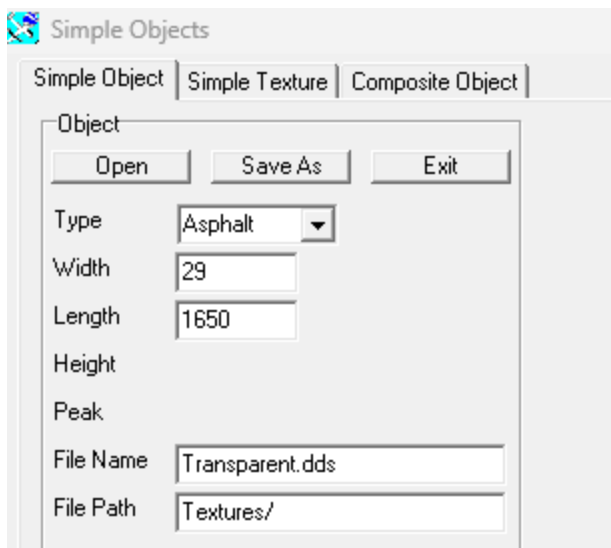 Simple Objects
Simple Object Simple Texture Composite Object
Object
Open Save As Exit
Type Asphalt
Width 29
Length 1650
Height
Peak
File Name Transparent.dds
File Path Textures/